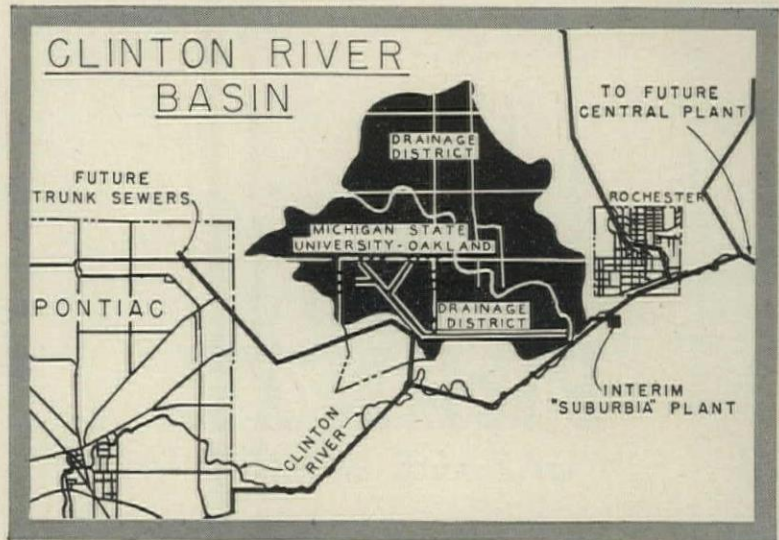 CLINTON RIVER
BASIN
TO FUTURE
CENTRAL PLANT
DRAINAGE
DISTRICT
FUTURE
TRUNK SEWERS
ROCHESTER
MICHIGAN STATE
UNIVERSITY-OAKLAND
PONTIAC
DRAINAGE
DISTRICT
INTERIM
"SUBURBIA" PLANT
CLINTON
RIVER